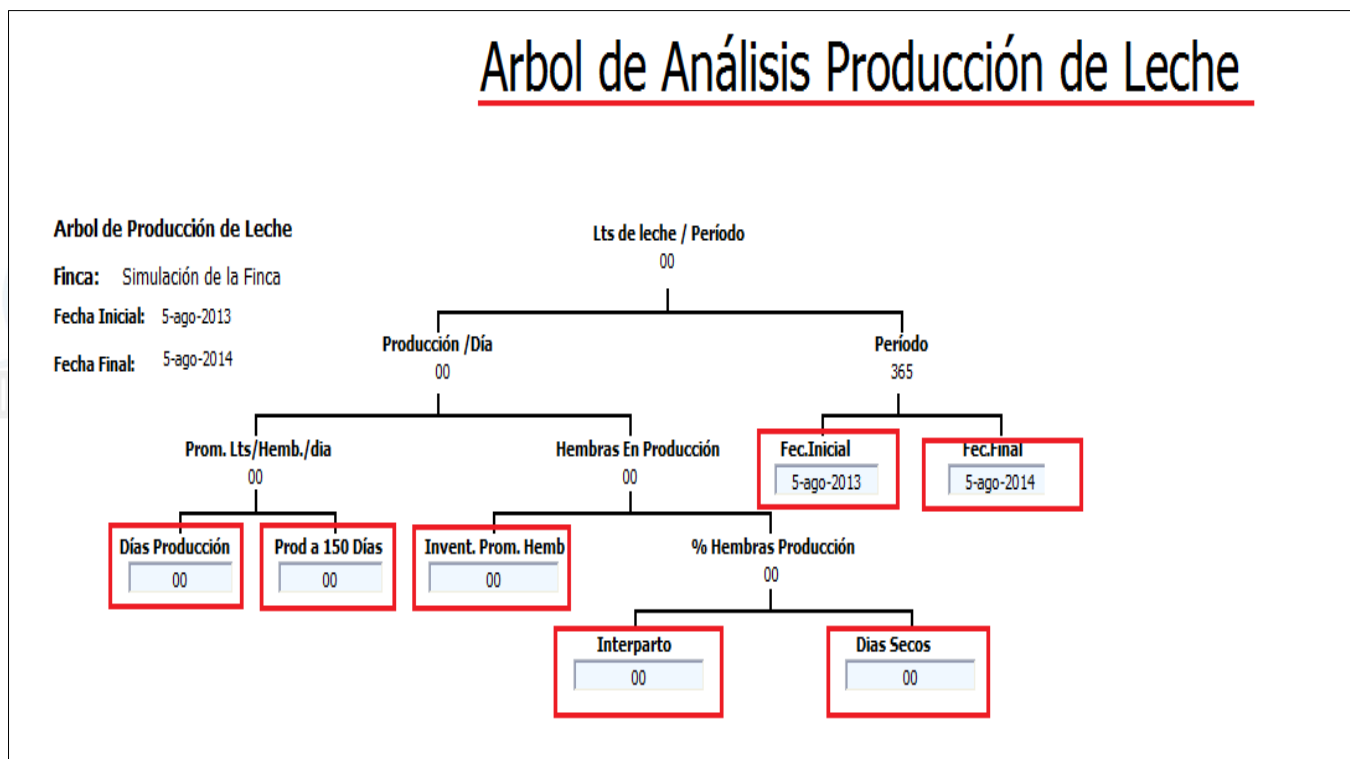 Arbol de Análisis Producción de Leche
Arbol de Producción de Leche
Finca: Simulación de la Finca
Fecha Inicial: 5-ago-2013
Fecha Final: 5-ago-2014
Lts de leche / Período
00
Producción /Día
00
Período
365
Prom. Lts/Hemb./dia
00
Hembras En Producción
00
Fec.Inicial
5-ago-2013
Fec.Final
5-ago-2014
Días Producción
00
Prod a 150 Días
00
Invent. Prom. Hemb
00
% Hembras Producción
00
Interparto
00
Dias Secos
00